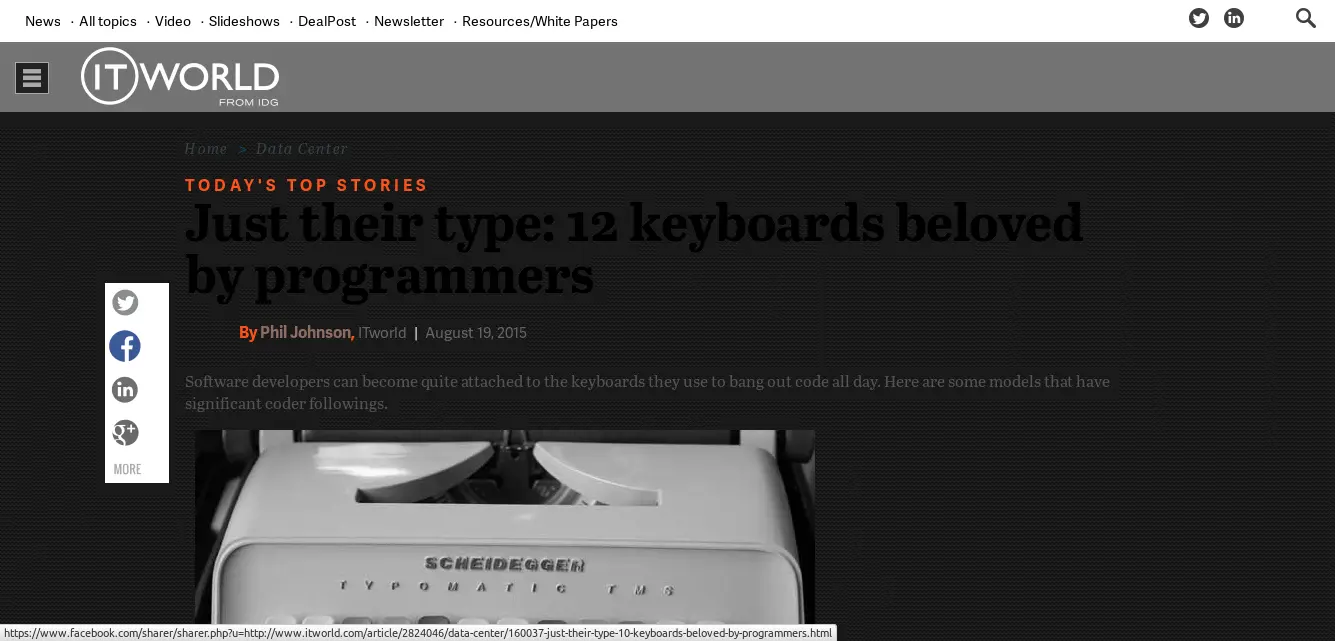 News · All topics · Video · Slideshows · DealPost · Newsletter · Resources/White Papers
ITWORLD
FROM IDG
Home > Data Center
TODAY'S TOP STORIES
Just their type: 12 keyboards beloved
by programmers
By Phil Johnson, ITworld | August 19, 2015
Software developers can become quite attached to the keyboards they use to bang out code all day. Here are some models that have
significant coder followings.
in
f
in
g+
MORE
SCHEIDEGGER
TYPOMATIC TMS
https://www.facebook.com/sharer/sharer.php?u=http://www.itworld.com/article/2824046/data-center/160037-just-their-type-10-keyboards-beloved-by-programmers.html